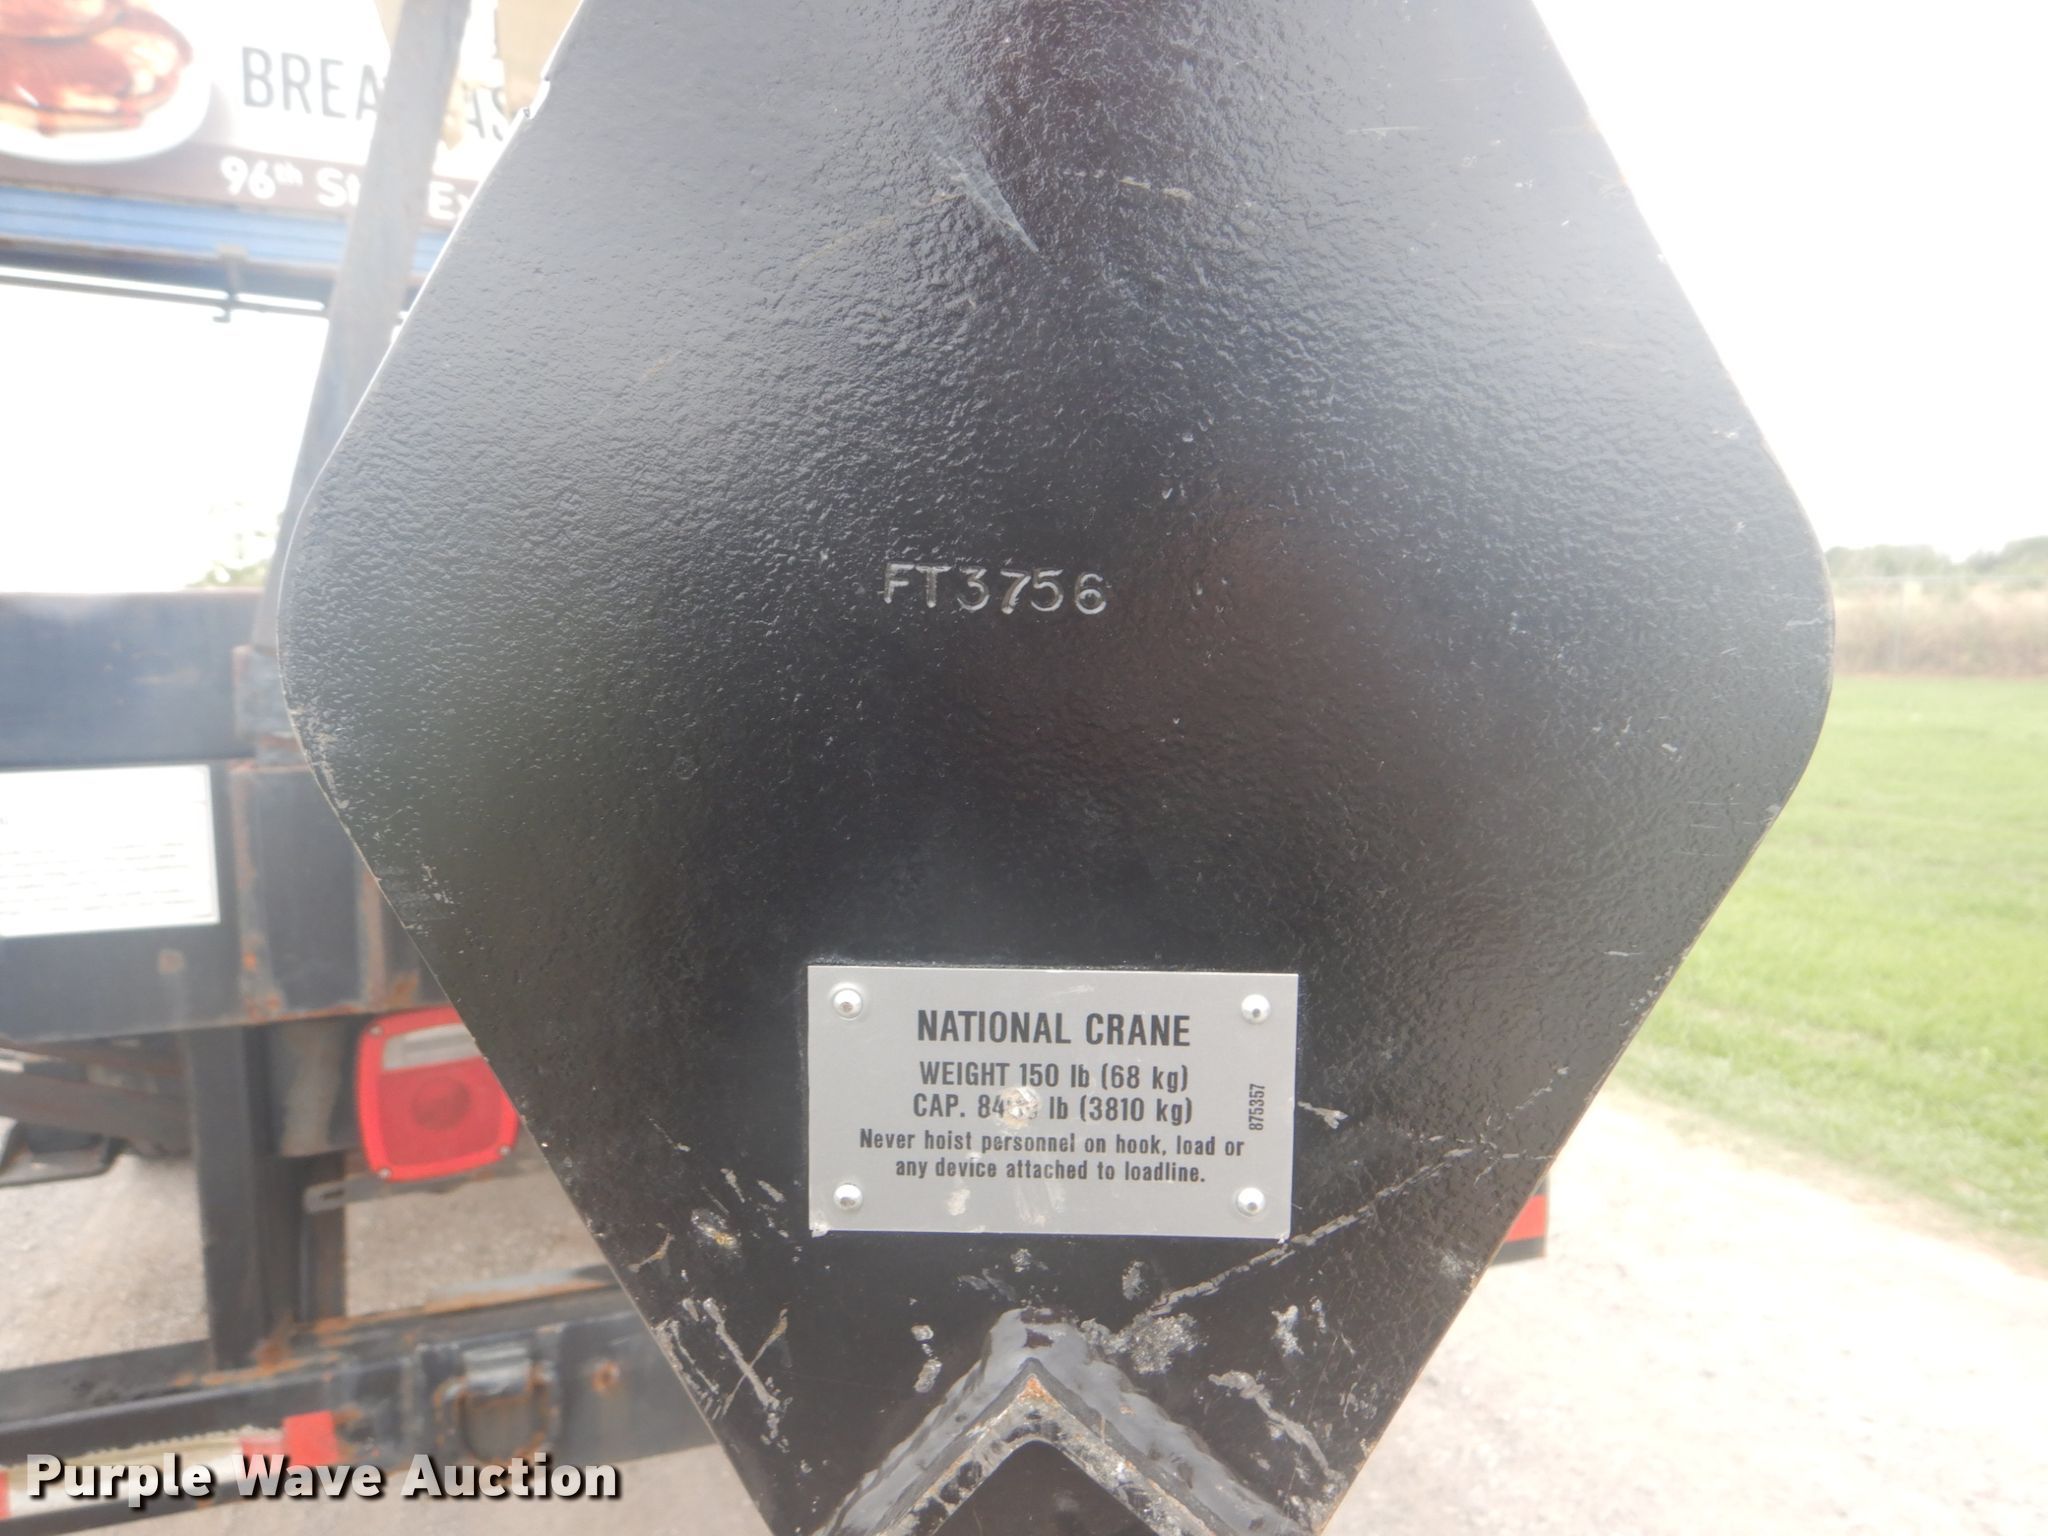 96th
FT3756
NATIONAL CRANE
WEIGHT 150 lb (68 kg)
CAP. lb (3810 kg)
Never hoist personnel on hook, load or
any device attached to loadline.
875357
Purple Wave Auction